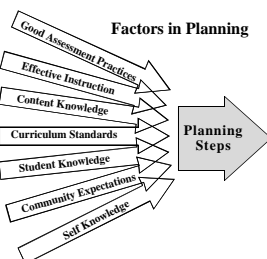 Factors in Planning
Good Assessment Practices
Effective Instruction
Content Knowledge
Curriculum Standards
Student Knowledge
Community Expectations
Self Knowledge
Planning
Steps